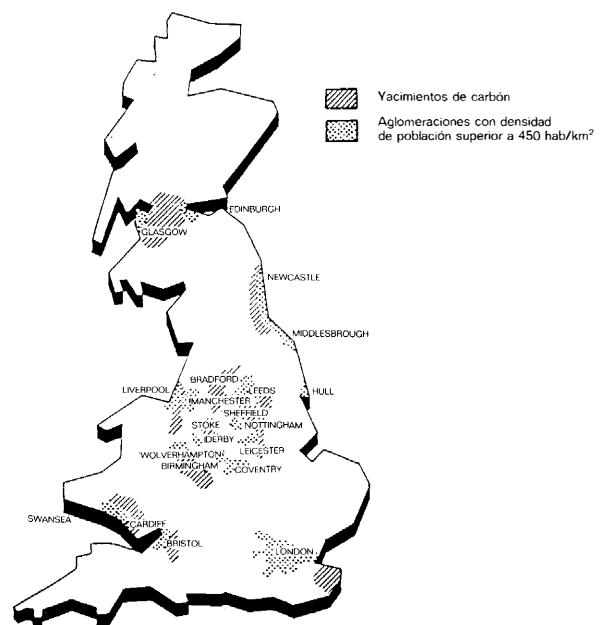 Yacimientos de carbón
Aglomeraciones con densidad
de población superior a 450 hab/km²
EDINBURGH
GLASGOW
NEWCASTLE
MIDDLESBROUGH
BRADFORD
LIVERPOOL
LEEDS
HULL
MANCHESTER
SHEFFIELD
STOKE
NOTTINGHAM
DERBY
LEICESTER
WOLVERHAMPTON
BIRMINGHAM
COVENTRY
SWANSEA
CARDIFF
BRISTOL
LONDON